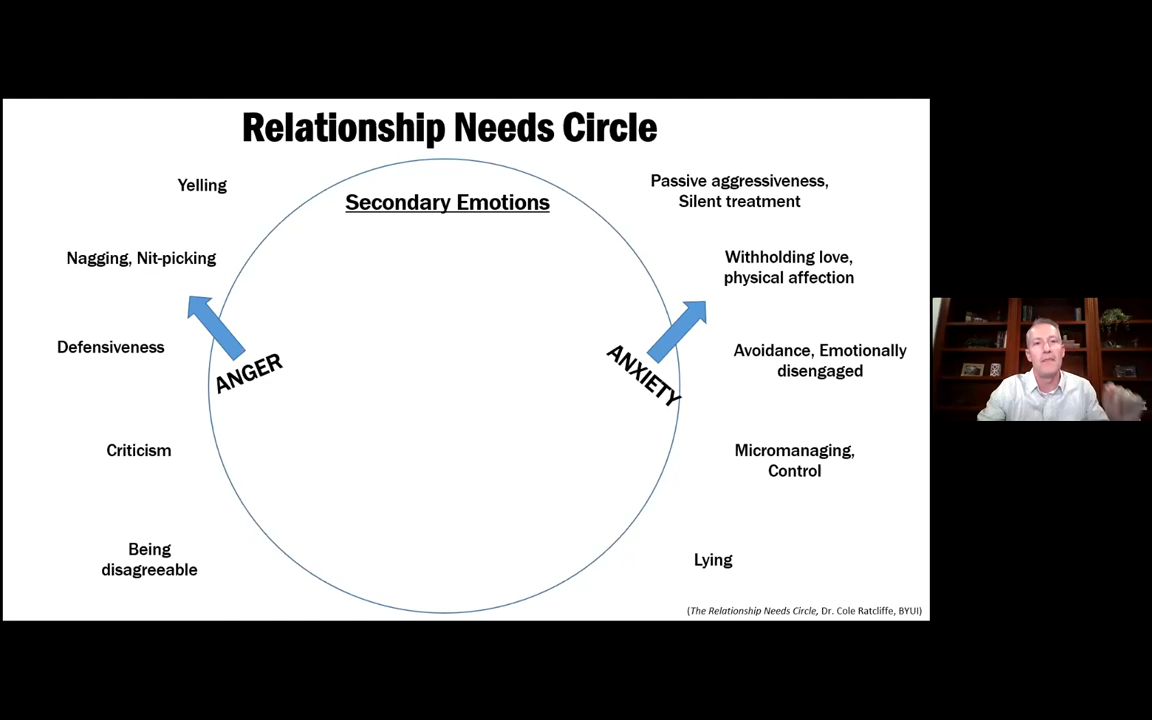 Relationship Needs Circle
Secondary Emotions
Yelling
Nagging, Nit-picking
Defensiveness
Criticism
Being
disagreeable
ANGER
ANXIETY
Passive aggressiveness,
Silent treatment
Withholding love,
physical affection
Avoidance, Emotionally
disengaged
Micromanaging,
Control
Lying
(The Relationship Needs Circle, Dr. Cole Ratcliffe, BYUI)